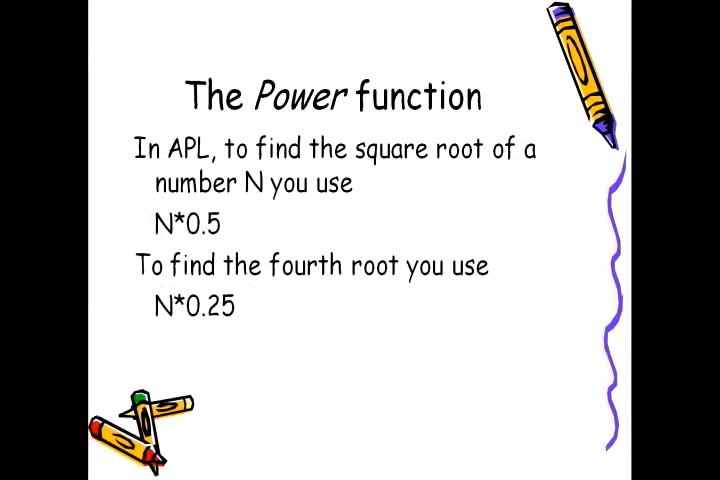 The Power function
In APL, to find the square root of a
number N you use
N*0.5
To find the fourth root you use
N*0.25